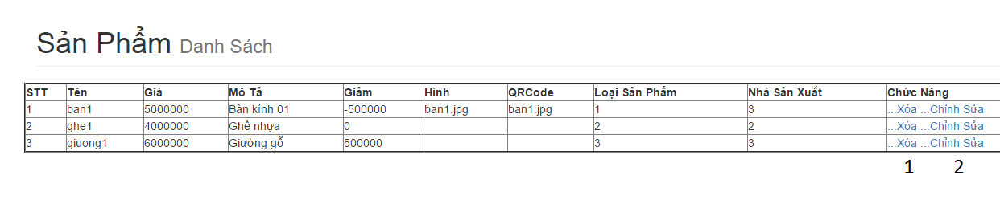 Sản Phẩm Danh Sách
STT Tên Giá Mô Tả Giảm Hình QRCode Loại Sản Phẩm Nhà Sản Xuất Chức Năng
1 ban1 5000000 Bàn kính 01 -500000 ban1.jpg ban1.jpg 1 3 ...Xóa ...Chỉnh Sửa
2 ghe1 4000000 Ghế nhựa 0 2 2 ...Xóa ...Chỉnh Sửa
3 giuong1 6000000 Giường gỗ 500000 3 3 ...Xóa ...Chỉnh Sửa
1 2